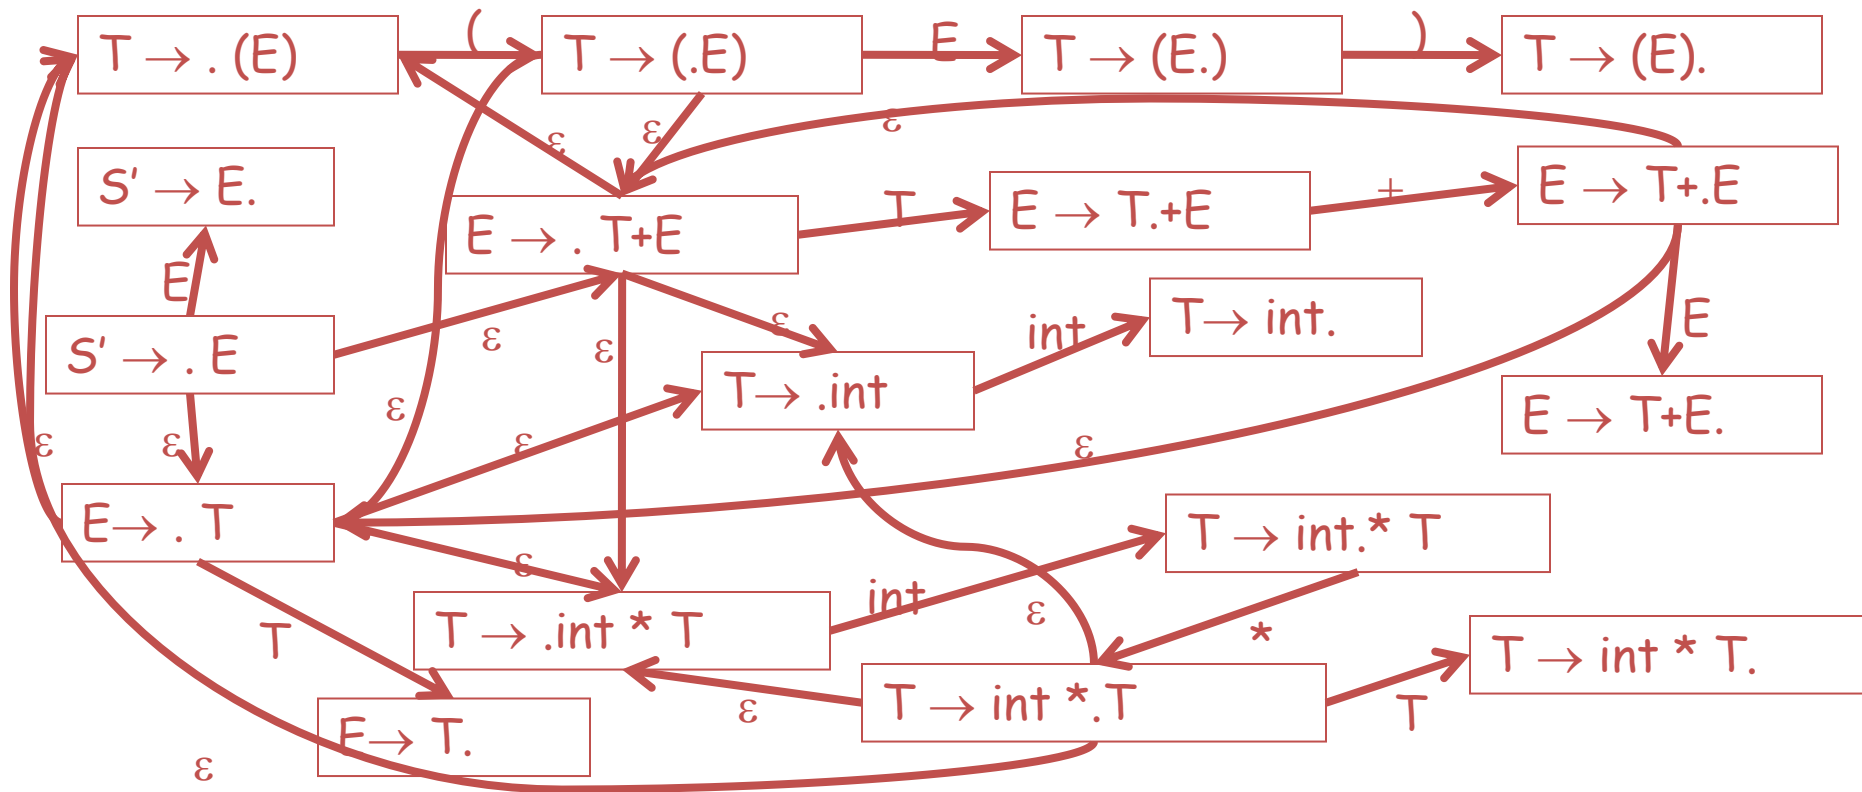 T → . (E)
(
T → (.E)
E
T → (E.)
)
T → (E).
ε
ε
ε
S' → E.
E → . T+E
T
E → T.+E
+
E → T+.E
E
S' → . E
ε
ε
ε
T→ .int
int
T→ int.
E
E → T+E.
ε
ε
ε
ε
ε
E→ . T
T → int.* T
ε
T
T → .int * T
int
ε
*
T → int * T.
E→ T.
ε
T → int *.T
T
ε